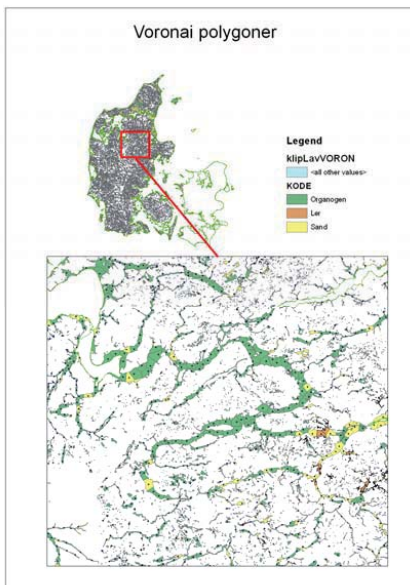 Voronai polygoner
Legend
klipLavVORON
<all other values>
KODE
Organogen
Ler
Sand